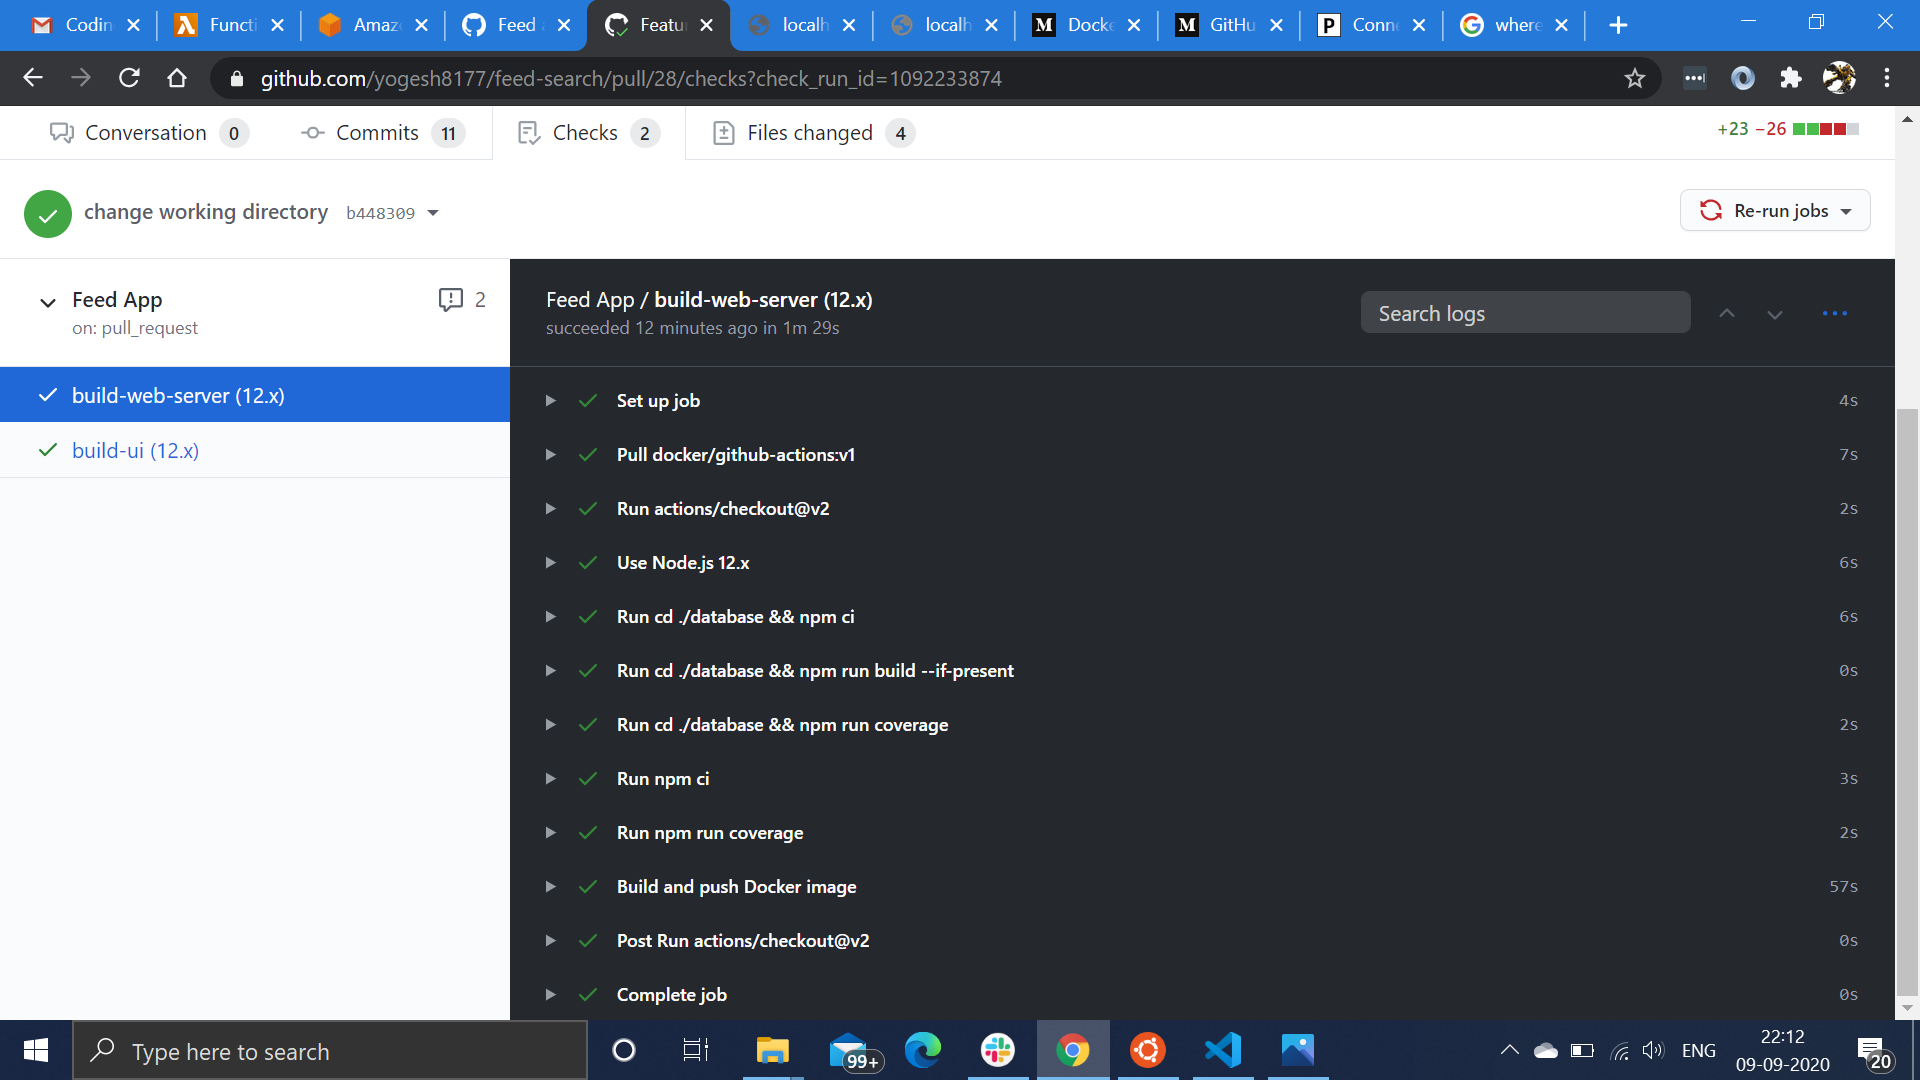 Codin
Functi
Amaz
Feed a
Featu
localh
localh
M Docke
M GitHu
P Conne
G where
github.com/yogesh8177/feed-search/pull/28/checks?check_run_id=1092233874
Conversation 0
Commits 11
Checks 2
Files changed 4
+23 −26
change working directory b448309
Re-run jobs
Feed App 2
on: pull_request
build-web-server (12.x)
build-ui (12.x)
Feed App / build-web-server (12.x)
succeeded 12 minutes ago in 1m 29s
Search logs
Set up job 4s
Pull docker/github-actions:v1 7s
Run actions/checkout@v2 2s
Use Node.js 12.x 6s
Run cd ./database && npm ci 6s
Run cd ./database && npm run build --if-present 0s
Run cd ./database && npm run coverage 2s
Run npm ci 3s
Run npm run coverage 2s
Build and push Docker image 57s
Post Run actions/checkout@v2 0s
Complete job 0s
Type here to search
99+
ENG
22:12
09-09-2020
20